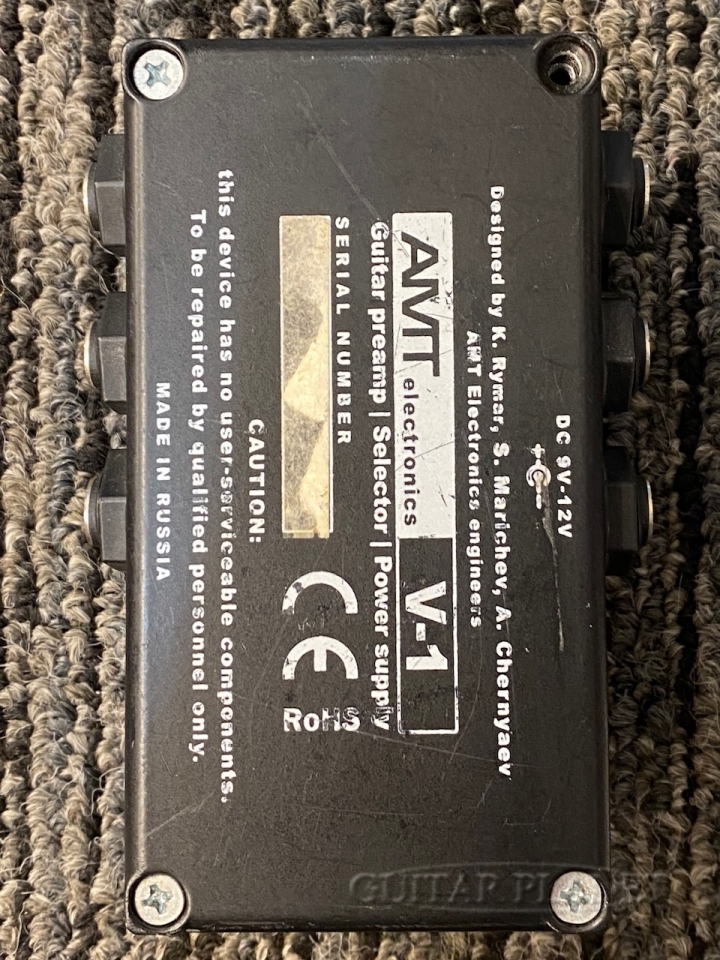 DC 9V-12V
+ -
Designed by K. Rymar, S. Marichev, A. Chernyaev
AMT Electronics engineers
AMT electronics V-1
Guitar preamp | Selector | Power supply
SERIAL NUMBER
CE
RoHS
CAUTION:
this device has no user-serviceable components.
To be repaired by qualified personnel only.
MADE IN RUSSIA
GUITAR PLANET